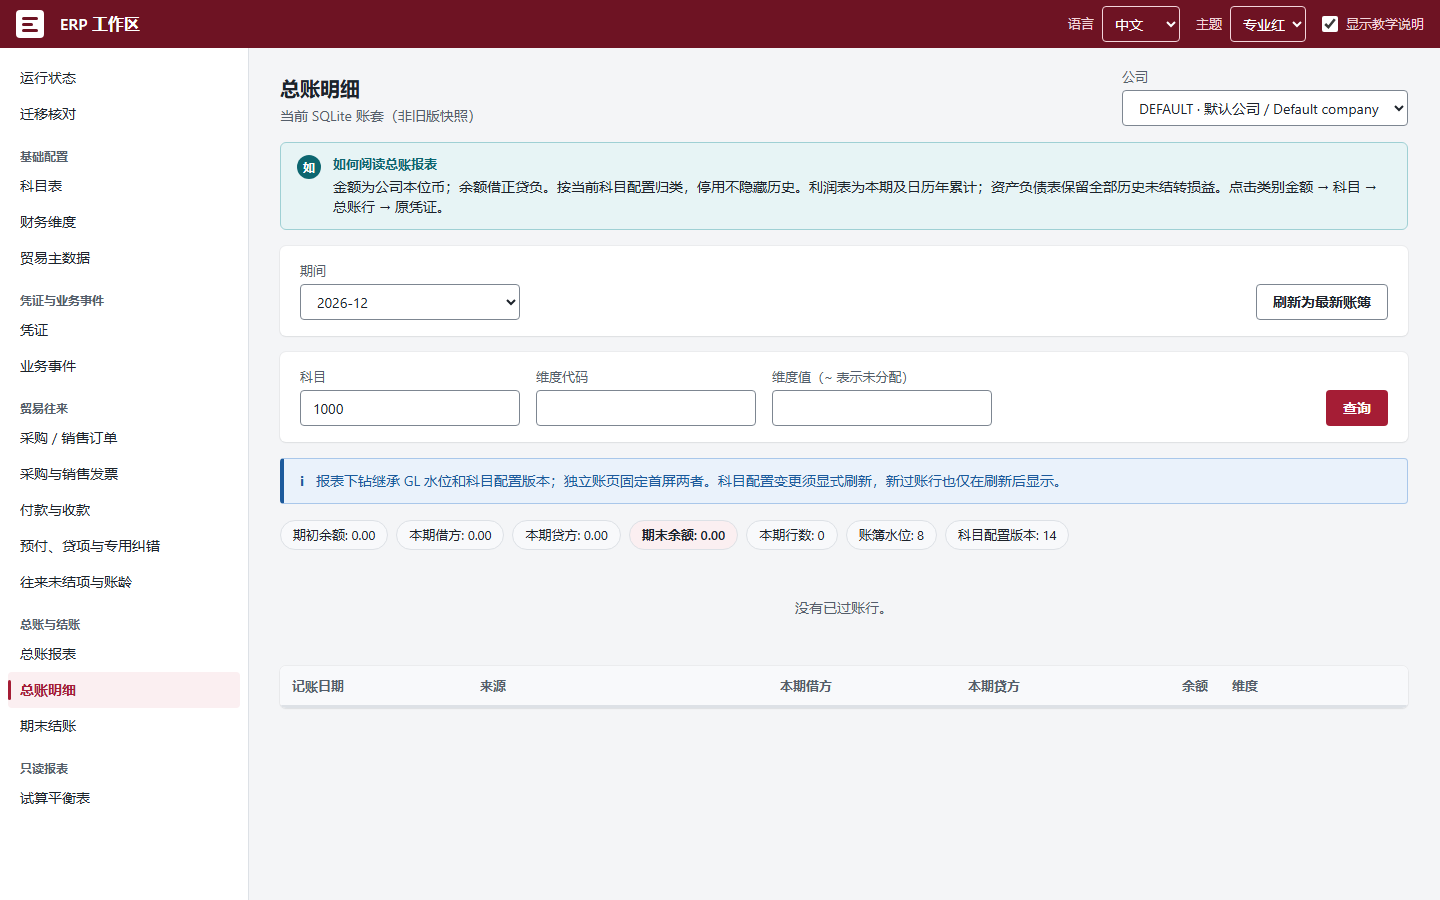 ERP 工作区
语言
中文
主题
专业红
显示教学说明
运行状态
迁移核对
基础配置
科目表
财务维度
贸易主数据
凭证与业务事件
凭证
业务事件
贸易往来
采购 / 销售订单
采购与销售发票
付款与收款
预付、贷项与专用纠错
往来未结项与账龄
总账与结账
总账报表
总账明细
期末结账
只读报表
试算平衡表
总账明细
当前 SQLite 账套（非旧版快照）
公司
DEFAULT · 默认公司 / Default company
如
如何阅读总账报表
金额为公司本位币；余额借正贷负。按当前科目配置归类，停用不隐藏历史。利润表为本期及日历年累计；资产负债表保留全部历史未结转损益。点击类别金额 → 科目 →
总账行 → 原凭证。
期间
2026-12
刷新为最新账簿
科目
维度代码
维度值（~ 表示未分配）
1000
查询
i 报表下钻继承 GL 水位和科目配置版本；独立账页固定首屏两者。科目配置变更须显式刷新，新过账行也仅在刷新后显示。
期初余额: 0.00
本期借方: 0.00
本期贷方: 0.00
期末余额: 0.00
本期行数: 0
账簿水位: 8
科目配置版本: 14
没有已过账行。
记账日期
来源
本期借方
本期贷方
余额
维度